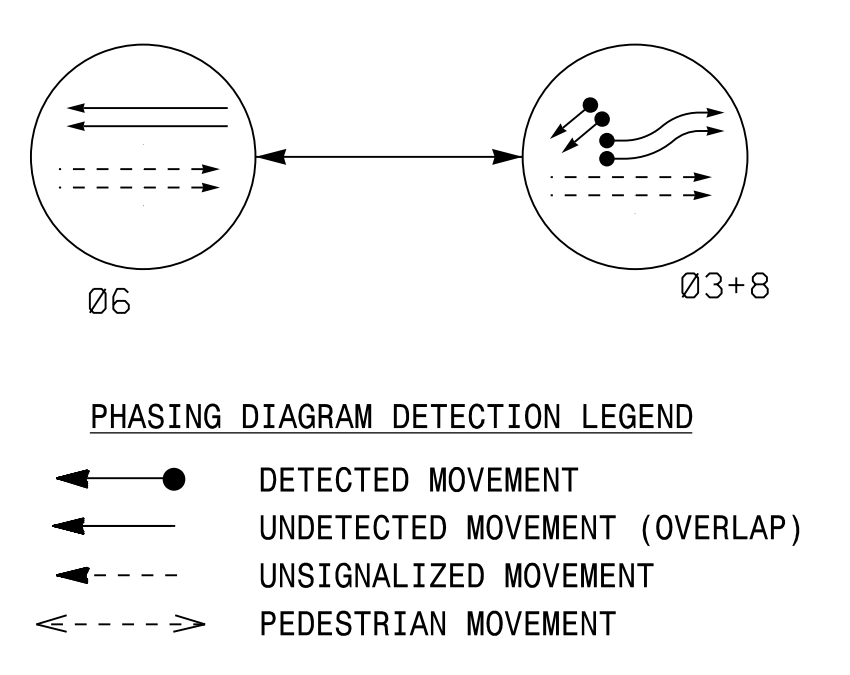 Ø6
Ø3+8
PHASING DIAGRAM DETECTION LEGEND
DETECTED MOVEMENT
UNDETECTED MOVEMENT (OVERLAP)
UNSIGNALIZED MOVEMENT
PEDESTRIAN MOVEMENT